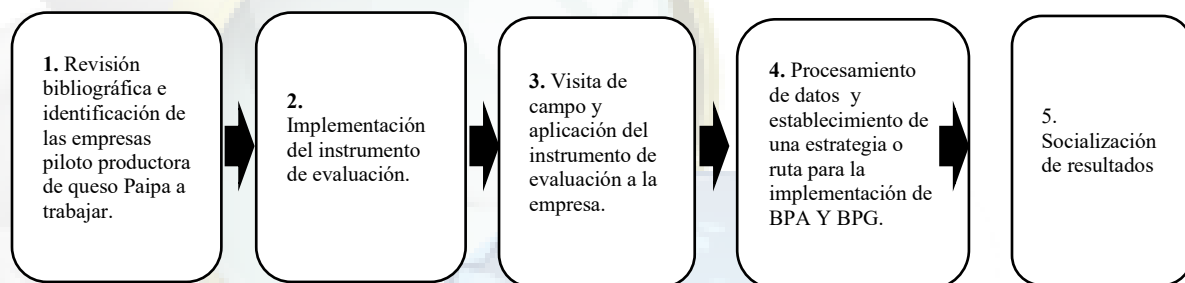 1. Revisión
bibliográfica e
identificación de
las empresas
piloto productora
de queso Paipa a
trabajar.
2.
Implementación
del instrumento
de evaluación.
3. Visita de
campo y
aplicación del
instrumento de
evaluación a la
empresa.
4. Procesamiento
de datos y
establecimiento de
una estrategia o
ruta para la
implementación de
BPA Y BPG.
5.
Socialización
de resultados